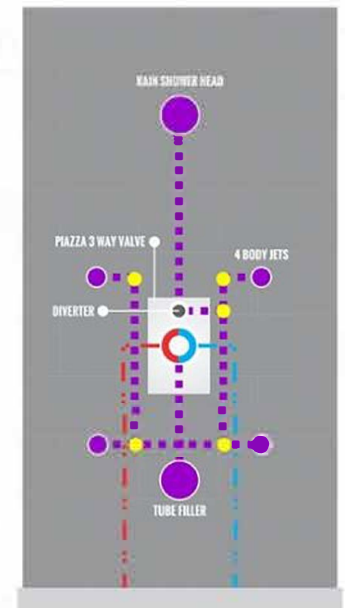 RAIN SHOWER HEAD
PIAZZA 3 WAY VALVE
4 BODY JETS
DIVERTER
TUBE FILLER